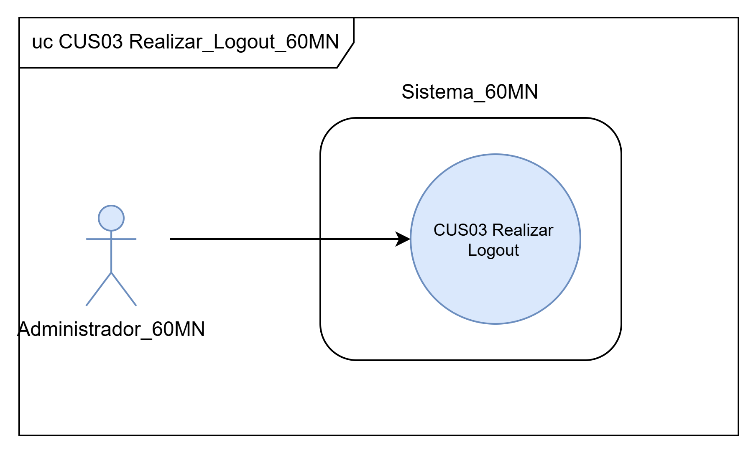 uc CUS03 Realizar_Logout_60MN
Sistema_60MN
CUS03 Realizar
Logout
Administrador_60MN